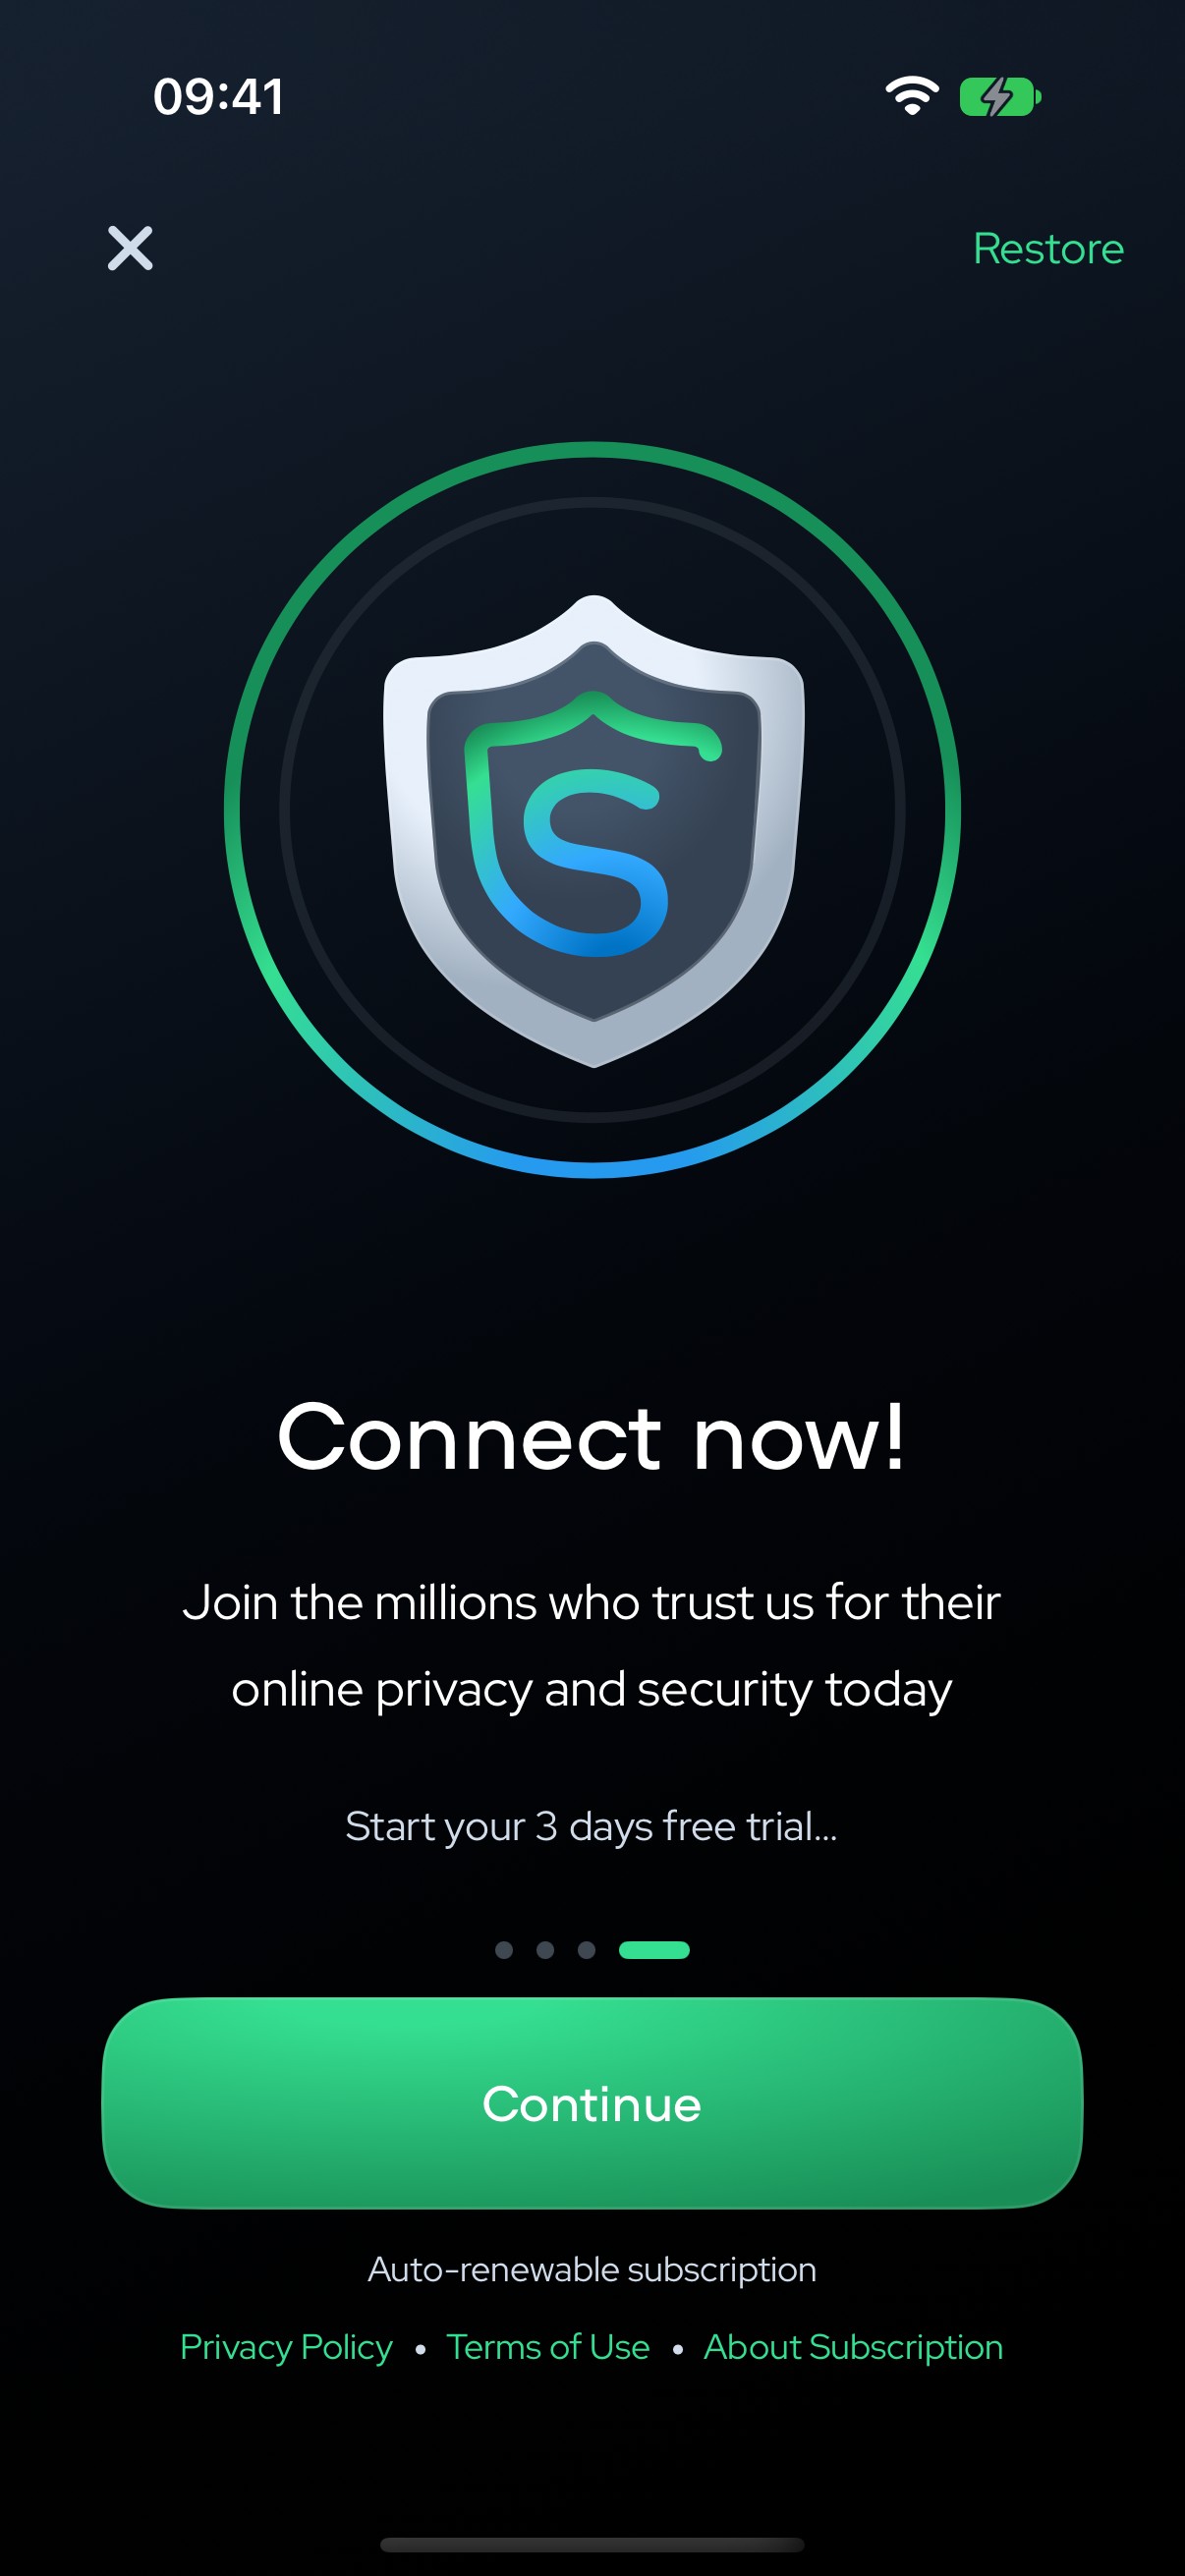 09:41
Restore
S
Connect now!
Join the millions who trust us for their
online privacy and security today
Start your 3 days free trial...
Continue
Auto-renewable subscription
Privacy Policy • Terms of Use • About Subscription